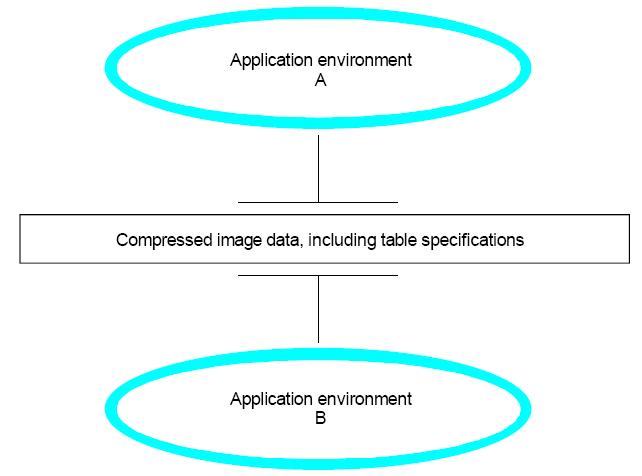 Application environment
A
Compressed image data, including table specifications
Application environment
B